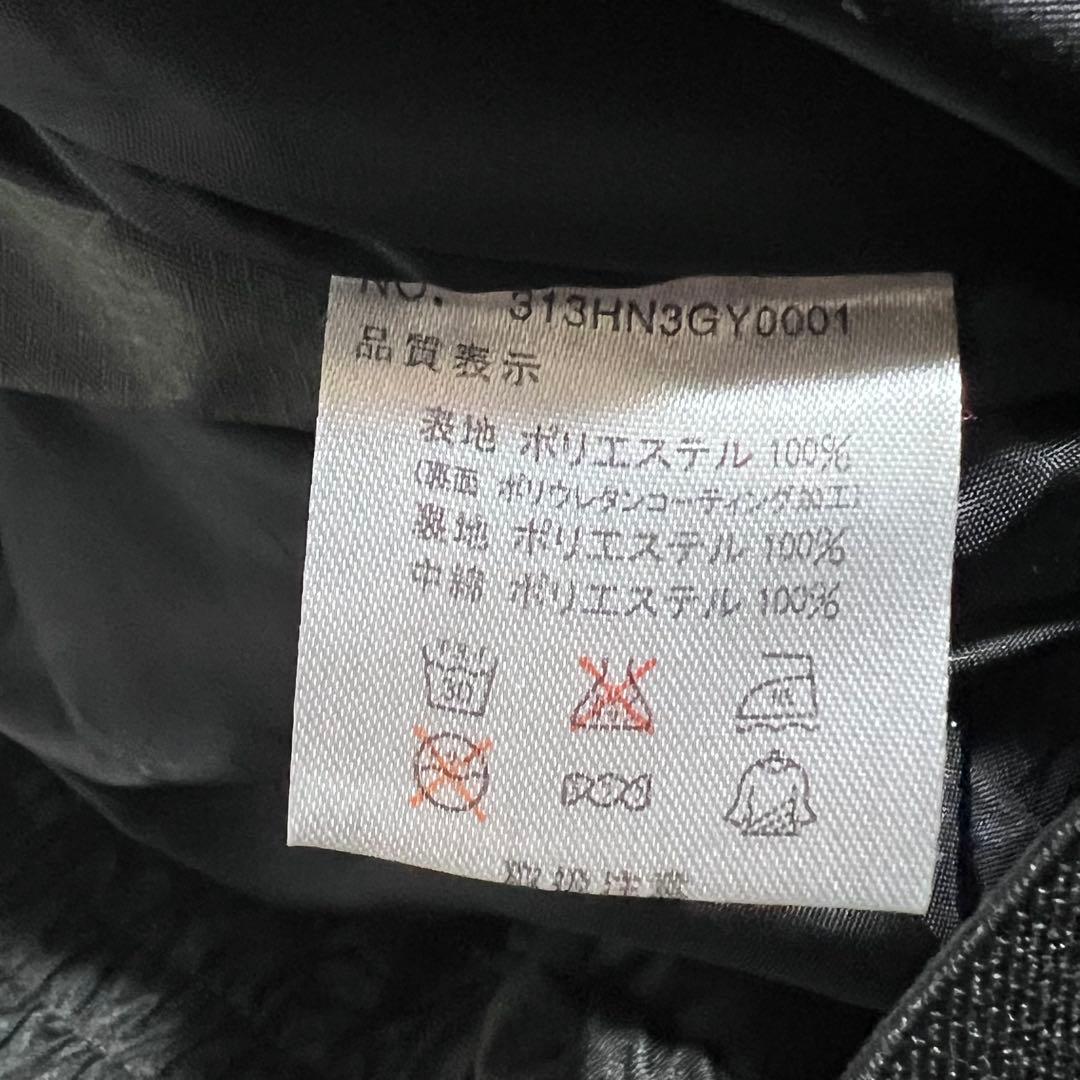 NO. 313HN3GY0001
品質表示
表地 ポリエステル 100%
(裏面 ポリウレタンコーティング加工)
裏地 ポリエステル 100%
中綿 ポリエステル 100%
30